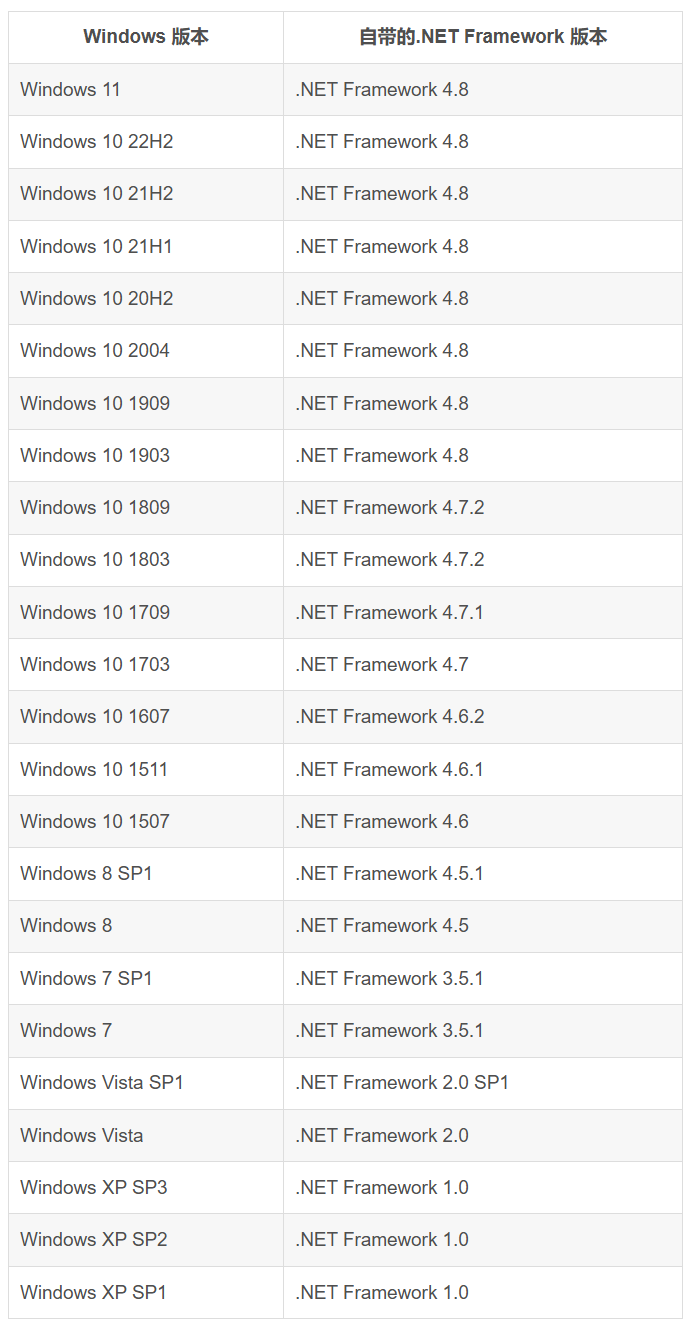 Windows 版本 自带的.NET Framework 版本
Windows 11 .NET Framework 4.8
Windows 10 22H2 .NET Framework 4.8
Windows 10 21H2 .NET Framework 4.8
Windows 10 21H1 .NET Framework 4.8
Windows 10 20H2 .NET Framework 4.8
Windows 10 2004 .NET Framework 4.8
Windows 10 1909 .NET Framework 4.8
Windows 10 1903 .NET Framework 4.8
Windows 10 1809 .NET Framework 4.7.2
Windows 10 1803 .NET Framework 4.7.2
Windows 10 1709 .NET Framework 4.7.1
Windows 10 1703 .NET Framework 4.7
Windows 10 1607 .NET Framework 4.6.2
Windows 10 1511 .NET Framework 4.6.1
Windows 10 1507 .NET Framework 4.6
Windows 8 SP1 .NET Framework 4.5.1
Windows 8 .NET Framework 4.5
Windows 7 SP1 .NET Framework 3.5.1
Windows 7 .NET Framework 3.5.1
Windows Vista SP1 .NET Framework 2.0 SP1
Windows Vista .NET Framework 2.0
Windows XP SP3 .NET Framework 1.0
Windows XP SP2 .NET Framework 1.0
Windows XP SP1 .NET Framework 1.0